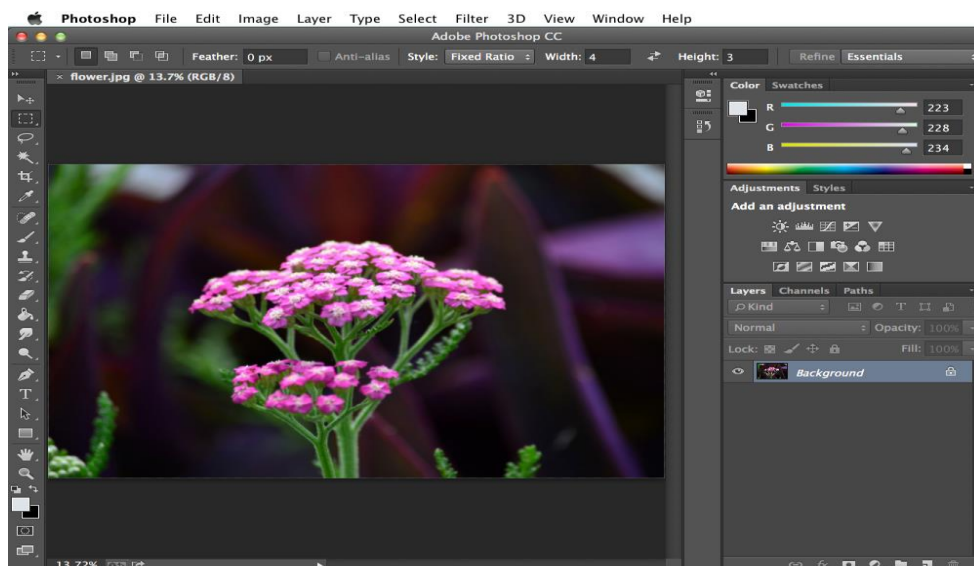 Photoshop File Edit Image Layer Type Select Filter 3D View Window Help
Adobe Photoshop CC
Feather: 0 px Anti-alias Style: Fixed Ratio Width: 4 Height: 3 Refine Essentials
× flower.jpg @ 13.7% (RGB/8)
Color Swatches
R 223
G 228
B 234
Adjustments Styles
Add an adjustment
Layers Channels Paths
Kind
Normal Opacity: 100%
Lock: Fill: 100%
Background
13.72%